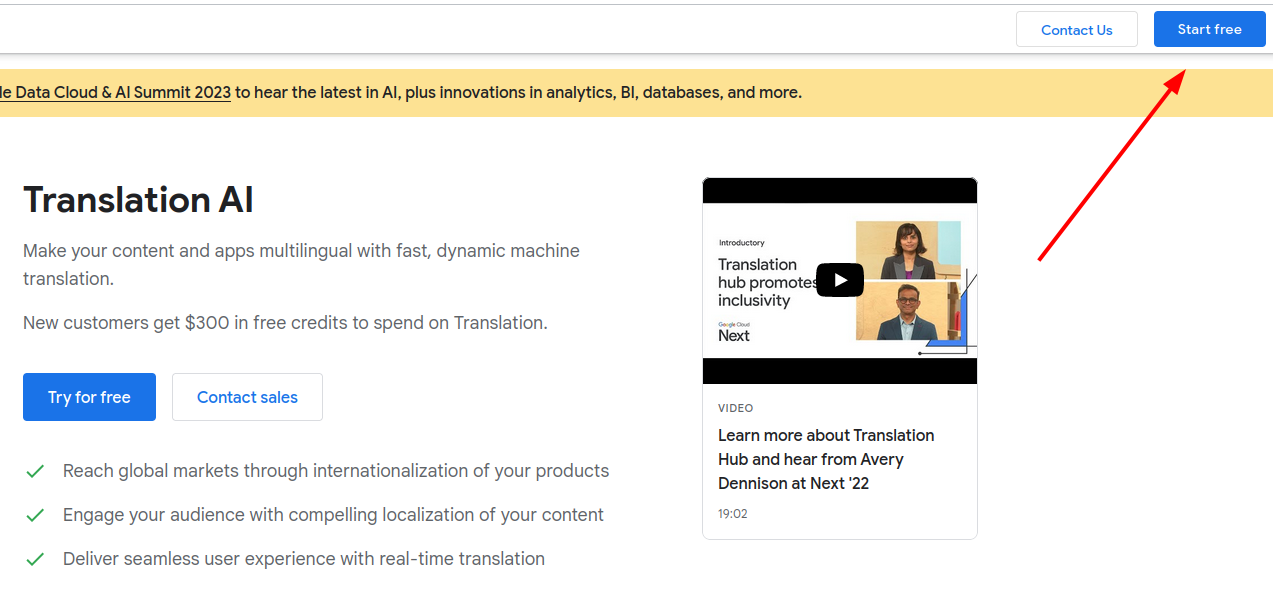 Contact Us
Start free
le Data Cloud & AI Summit 2023 to hear the latest in AI, plus innovations in analytics, BI, databases, and more.
Translation AI
Make your content and apps multilingual with fast, dynamic machine
translation.
New customers get $300 in free credits to spend on Translation.
Try for free
Contact sales
Reach global markets through internationalization of your products
Engage your audience with compelling localization of your content
Deliver seamless user experience with real-time translation
Introductory
Translation
hub promotes
inclusivity
Google Cloud
Next
VIDEO
Learn more about Translation
Hub and hear from Avery
Dennison at Next '22
19:02